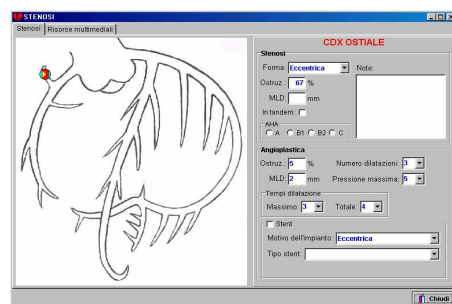 STENOSI
Stenosi Risorse multimediali
CDX OSTIALE
Stenosi
Forma: Eccentrica Note:
Ostruz.: 67 %
MLD: mm
In tandem:
AHA
A B1 B2 C
Angioplastica
Ostruz.: 5 % Numero dilatazioni: 3
MLD: 2 mm Pressione massima: 5
Tempi dilatazione
Massimo: 3 Totale: 4
Stent
Motivo dell'impianto: Eccentrica
Tipo stent:
Chiudi